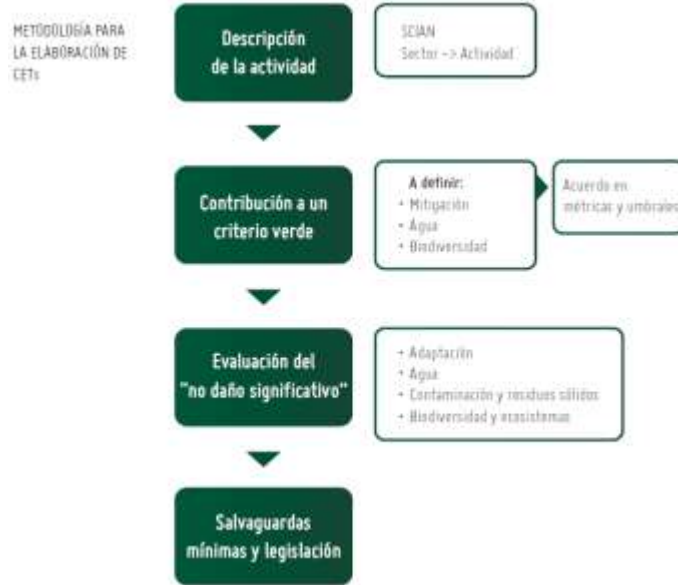 METODOLOGÍA PARA
LA ELABORACIÓN DE
CETs
Descripción
de la actividad
SCIAN
Sector -> Actividad
Contribución a un
criterio verde
A definir:
• Mitigación
• Agua
• Biodiversidad
Acuerdo en
métricas y umbrales
Evaluación del
"no daño significativo"
• Adaptación
• Agua
• Contaminación y residuos sólidos
• Biodiversidad y ecosistemas
Salvaguardas
mínimas y legislación